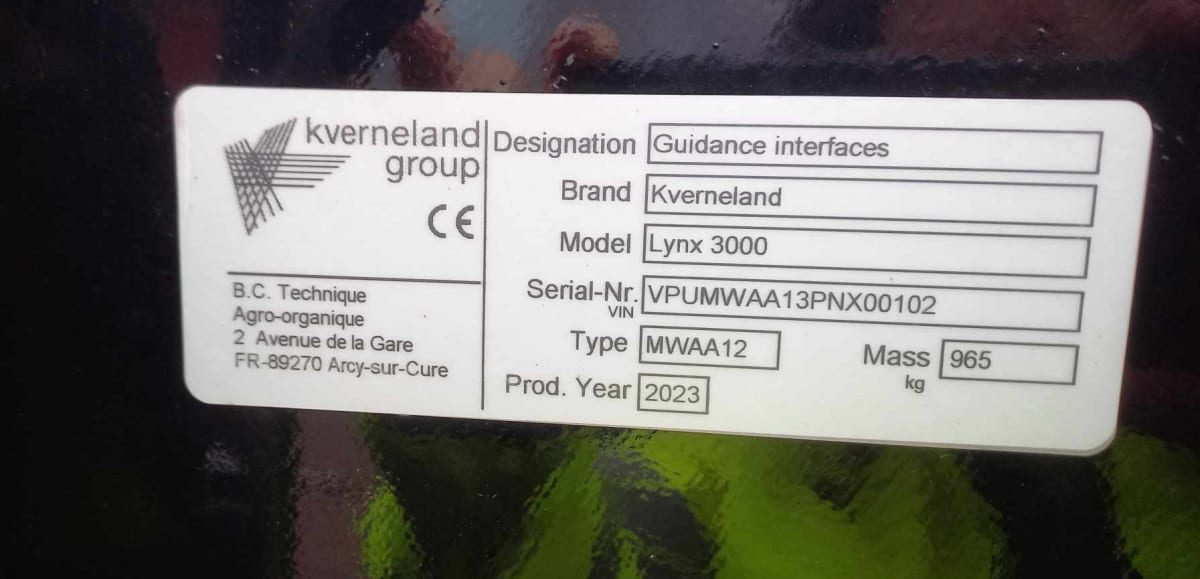 kverneland
group
CE
B.C. Technique
Agro-organique
2 Avenue de la Gare
FR-89270 Arcy-sur-Cure
Designation Guidance interfaces
Brand Kverneland
Model Lynx 3000
Serial-Nr. VPUMWAA13PNX00102
VIN
Type MWAA12 Mass 965
kg
Prod. Year 2023